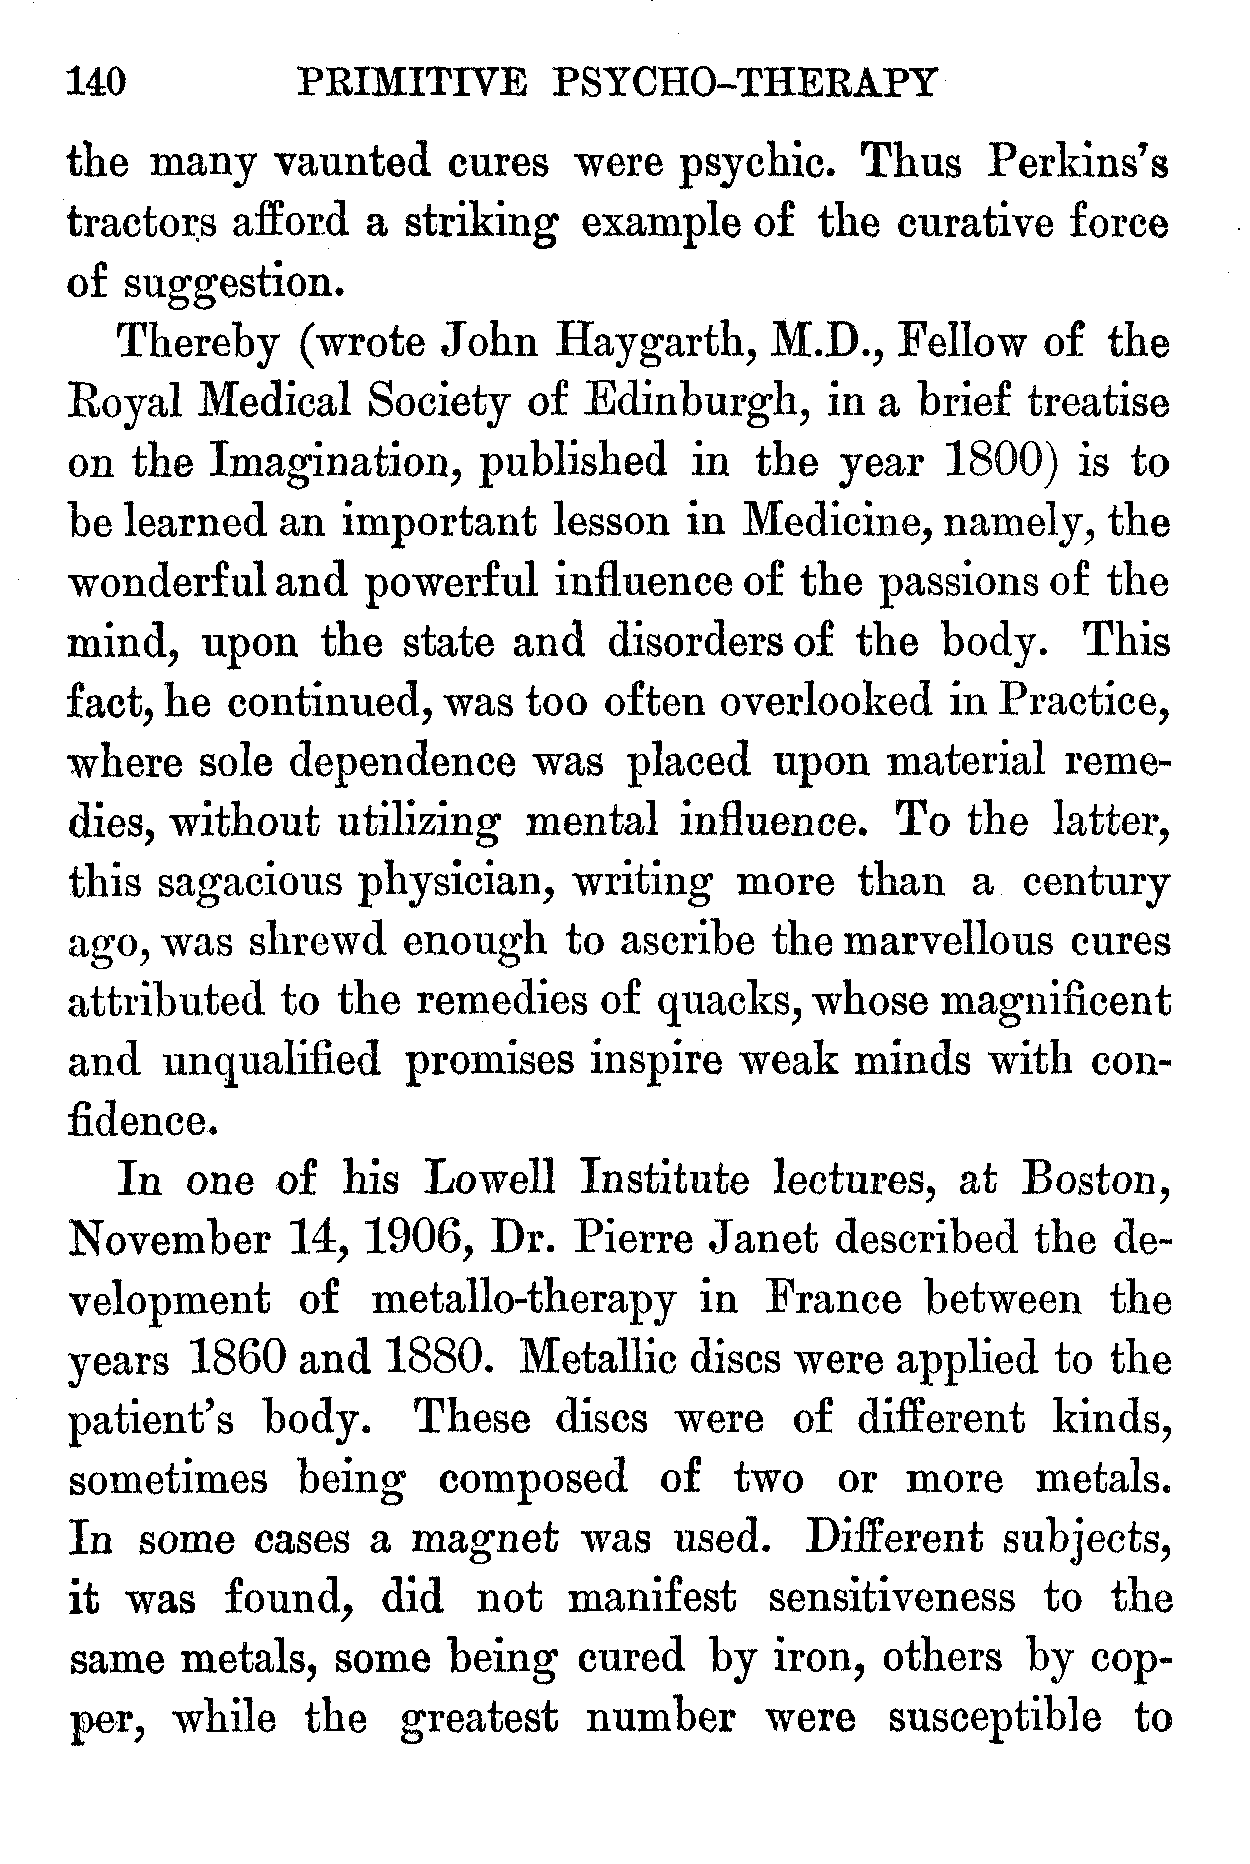 140 PRIMITIVE PSYCHO-THERAPY
the many vaunted cures were psychic. Thus Perkins's
tractors afford a striking example of the curative force
of suggestion.
Thereby (wrote John Haygarth, M.D., Fellow of the
Royal Medical Society of Edinburgh, in a brief treatise
on the Imagination, published in the year 1800) is to
be learned an important lesson in Medicine, namely, the
wonderful and powerful influence of the passions of the
mind, upon the state and disorders of the body. This
fact, he continued, was too often overlooked in Practice,
where sole dependence was placed upon material reme-
dies, without utilizing mental influence. To the latter,
this sagacious physician, writing more than a century
ago, was shrewd enough to ascribe the marvellous cures
attributed to the remedies of quacks, whose magnificent
and unqualified promises inspire weak minds with con-
fidence.
In one of his Lowell Institute lectures, at Boston,
November 14, 1906, Dr. Pierre Janet described the de-
velopment of metallo-therapy in France between the
years 1860 and 1880. Metallic discs were applied to the
patient's body. These discs were of different kinds,
sometimes being composed of two or more metals.
In some cases a magnet was used. Different subjects,
it was found, did not manifest sensitiveness to the
same metals, some being cured by iron, others by cop-
per, while the greatest number were susceptible to